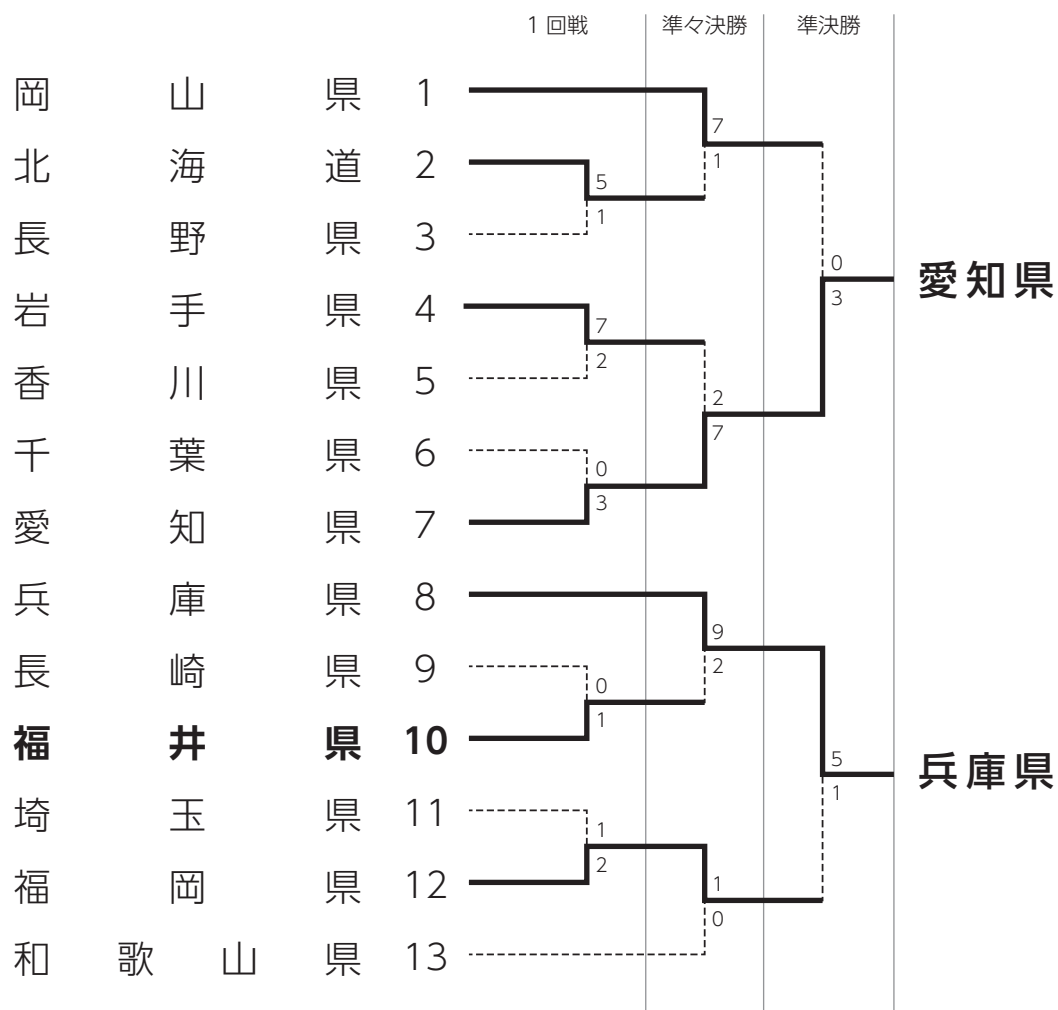 1 回戦 準々決勝 準決勝
岡山県 1
7
北海道 2
1
5
1
長野県 3
0
愛知県
岩手県 4
3
7
2
香川県 5
2
7
千葉県 6
0
3
愛知県 7
兵庫県 8
9
長崎県 9
2
0
1
福井県 10
5
兵庫県
1
埼玉県 11
1
2
福岡県 12
1
0
和歌山県 13